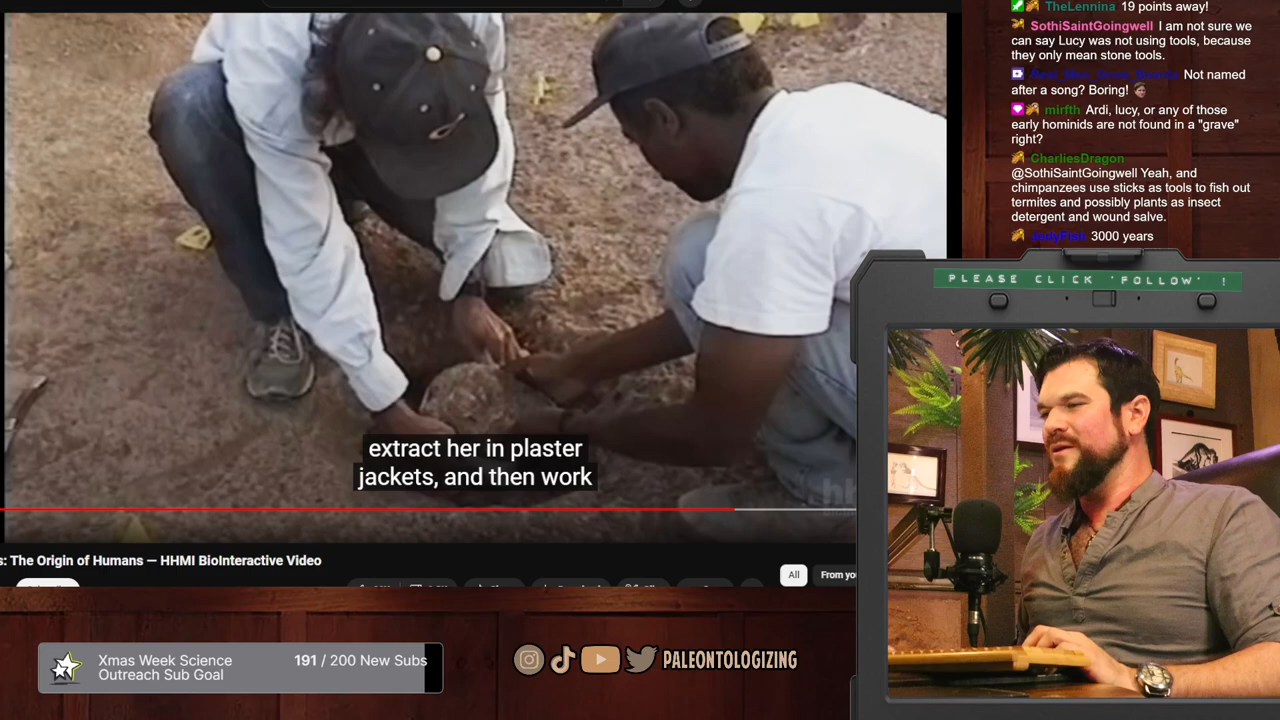 TheLennina 19 points away!
SothiSaintGoingwell I am not sure we
can say Lucy was not using tools, because
they only mean stone tools.
Not named
after a song? Boring!
mirfth Ardi, lucy, or any of those
early hominids are not found in a "grave"
right?
CharliesDragon
@SothiSaintGoingwell Yeah, and
chimpanzees use sticks as tools to fish out
termites and possibly plants as insect
detergent and wound salve.
JodyFish 3000 years
PLEASE CLICK 'FOLLOW' !
extract her in plaster
jackets, and then work
s: The Origin of Humans — HHMI BioInteractive Video
All
From you
Xmas Week Science
Outreach Sub Goal
191 / 200 New Subs
PALEONTOLOGIZING